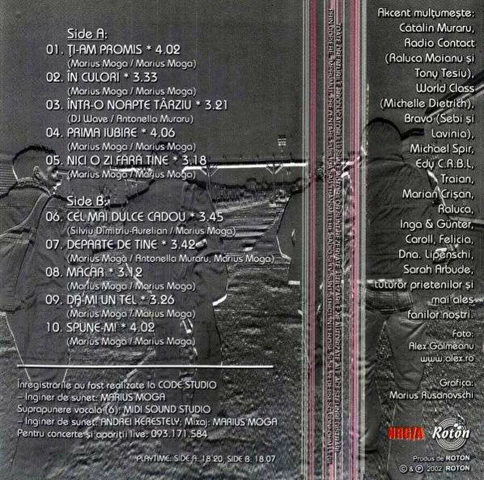 Side A:
01. ȚI-AM PROMIS * 4.02
(Marius Moga / Marius Moga)
02. ÎN CULORI * 3.33
(Marius Moga / Marius Moga)
03. ÎNTR-O NOAPTE TÂRZIU * 3.21
(DJ Wave / Antonella Muraru)
04. PRIMA IUBIRE * 4.06
(Marius Moga / Marius Moga)
05. NICI O ZI FĂRĂ TINE * 3.18
(Marius Moga / Marius Moga)
Side B:
06. CEL MAI DULCE CADOU * 3.45
(Silviu Dimitriu-Aurelian / Marius Moga)
07. DEPARTE DE TINE * 3.42
(Marius Moga / Antonella Muraru, Marius Moga)
08. MĂCAR * 3.12
(Marius Moga / Marius Moga)
09. DĂ-MI UN TEL * 3.26
(Marius Moga / Marius Moga)
10. SPUNE-MI * 4.02
(Marius Moga / Marius Moga)
Înregistrările au fost realizate la CODE STUDIO
– Inginer de sunet: MARIUS MOGA
Suprapunere vocală (6): MIDI SOUND STUDIO
– Inginer de sunet: ANDREI KERESTELY, Mixaj: MARIUS MOGA
Pentru concerte și apariții live: 093.171.584
PLAYTIME: SIDE A: 18.20 SIDE B: 18.07
Akcent mulțumește:
Cătălin Muraru,
Radio Contact
(Raluca Moianu și
Tony Tesiu),
World Class
(Michelle Dietrich),
Bravo (Sebi și
Lavinia),
Michael Spir,
Edy C.A.B.L,
Traian,
Marian Crișan,
Raluca,
Inga & Günter,
Caroll, Felicia,
Dna. Lipenschi,
Sarah Arbude,
tuturor prietenilor și
mai ales
fanilor noștri.
Foto:
Alex Gâlmeanu
www.alex.ro
Grafica:
Marius Rusanovschi
Roton
Produs de ROTON
© & ℗ 2002 ROTON